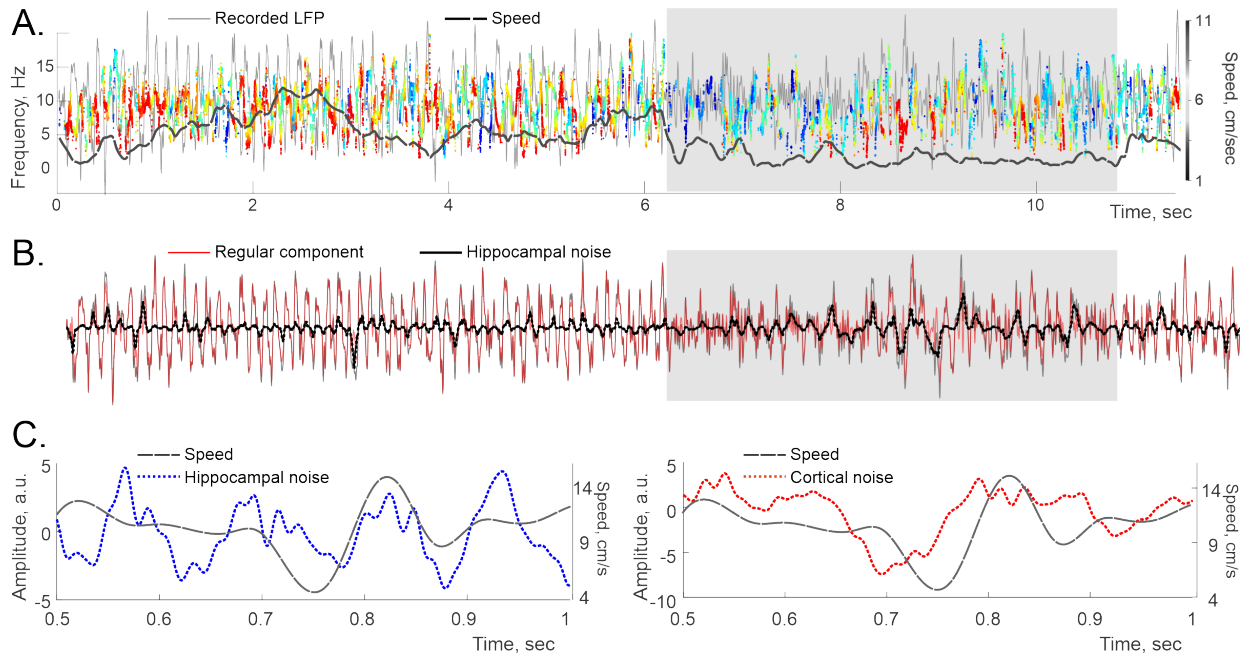 A.
Recorded LFP
Speed
Frequency, Hz
15
10
5
0
0
2
4
6
8
10
Time, sec
11
6
1
Speed, cm/sec
B.
Regular component
Hippocampal noise
C.
Speed
Hippocampal noise
Amplitude, a.u.
5
0
-5
14
9
4
Speed, cm/s
0.5
0.6
0.7
0.8
0.9
1
Time, sec
Speed
Cortical noise
Amplitude, a.u.
5
0
-5
-10
14
9
4
Speed, cm/s
0.5
0.6
0.7
0.8
0.9
1
Time, sec